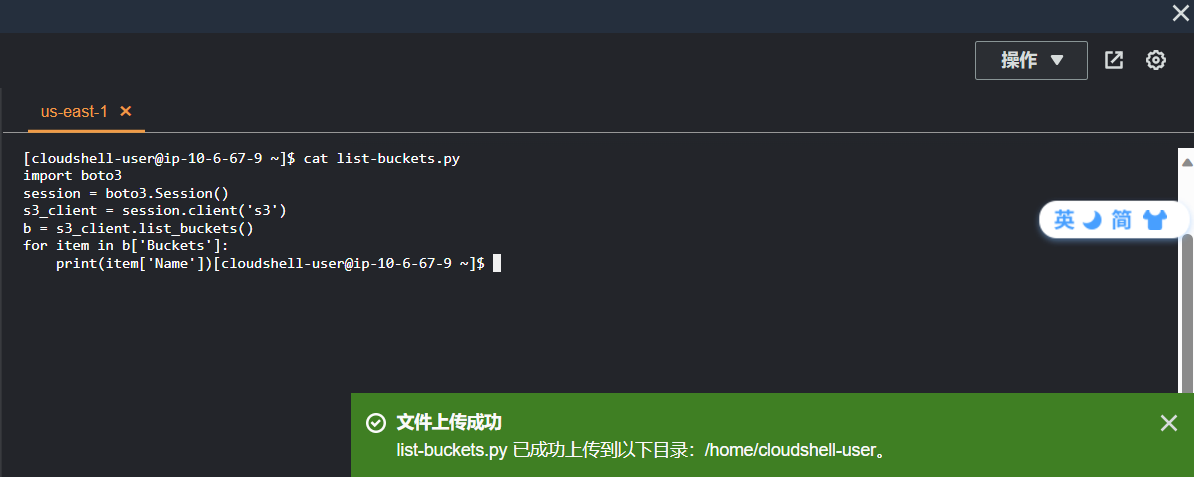 操作
us-east-1
[cloudshell-user@ip-10-6-67-9 ~]$ cat list-buckets.py
import boto3
session = boto3.Session()
s3_client = session.client('s3')
b = s3_client.list_buckets()
for item in b['Buckets']:
    print(item['Name'])[cloudshell-user@ip-10-6-67-9 ~]$
英 简
文件上传成功
list-buckets.py 已成功上传到以下目录：/home/cloudshell-user。